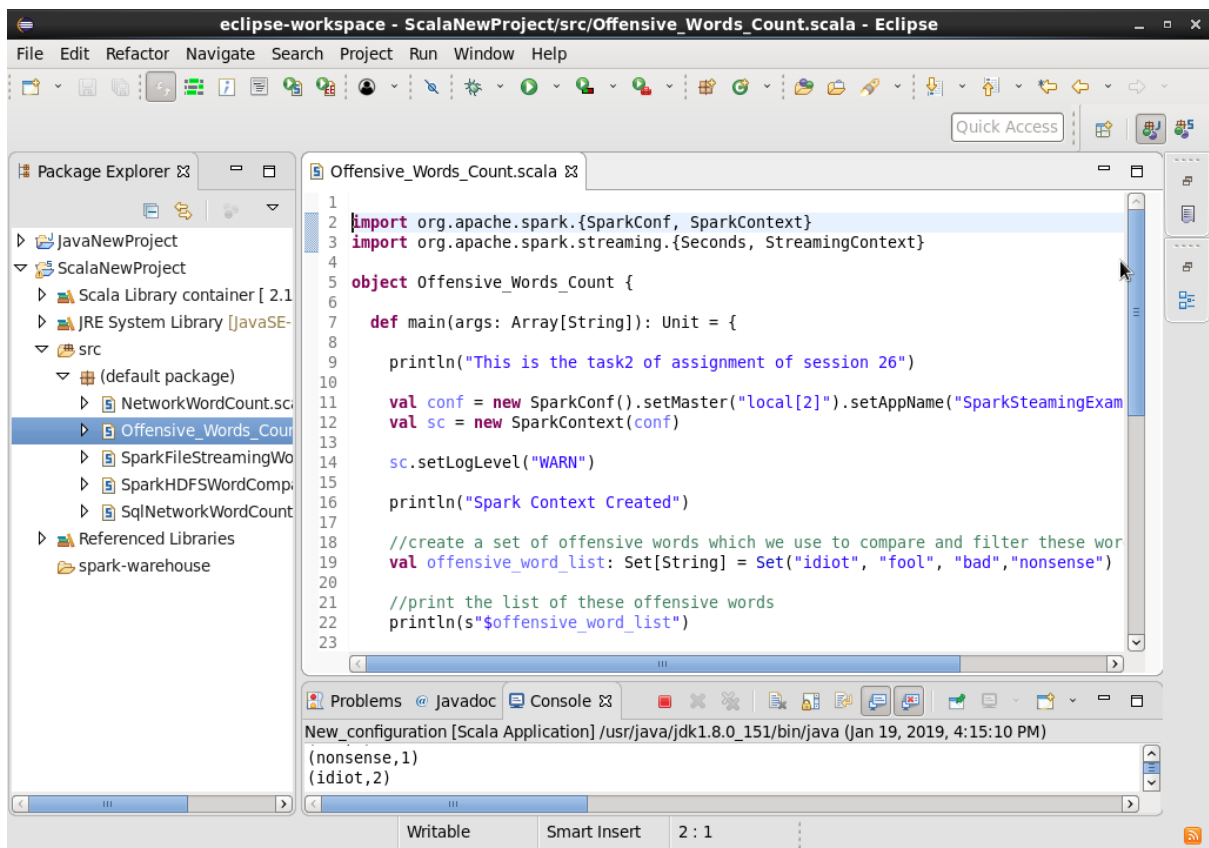 eclipse-workspace - ScalaNewProject/src/Offensive_Words_Count.scala - Eclipse
File Edit Refactor Navigate Search Project Run Window Help
Quick Access
Package Explorer
JavaNewProject
ScalaNewProject
Scala Library container [ 2.1
JRE System Library [JavaSE-
src
(default package)
NetworkWordCount.sca
Offensive_Words_Cour
SparkFileStreamingWo
SparkHDFSWordCompa
SqlNetworkWordCount
Referenced Libraries
spark-warehouse
Offensive_Words_Count.scala
1
2 import org.apache.spark.{SparkConf, SparkContext}
3 import org.apache.spark.streaming.{Seconds, StreamingContext}
4
5 object Offensive_Words_Count {
6
7 def main(args: Array[String]): Unit = {
8
9 println("This is the task2 of assignment of session 26")
10
11 val conf = new SparkConf().setMaster("local[2]").setAppName("SparkSteamingExam
12 val sc = new SparkContext(conf)
13
14 sc.setLogLevel("WARN")
15
16 println("Spark Context Created")
17
18 //create a set of offensive words which we use to compare and filter these wor
19 val offensive_word_list: Set[String] = Set("idiot", "fool", "bad","nonsense")
20
21 //print the list of these offensive words
22 println(s"$offensive_word_list")
23
Problems @ Javadoc Console
New_configuration [Scala Application] /usr/java/jdk1.8.0_151/bin/java (Jan 19, 2019, 4:15:10 PM)
(nonsense,1)
(idiot,2)
Writable Smart Insert 2 : 1